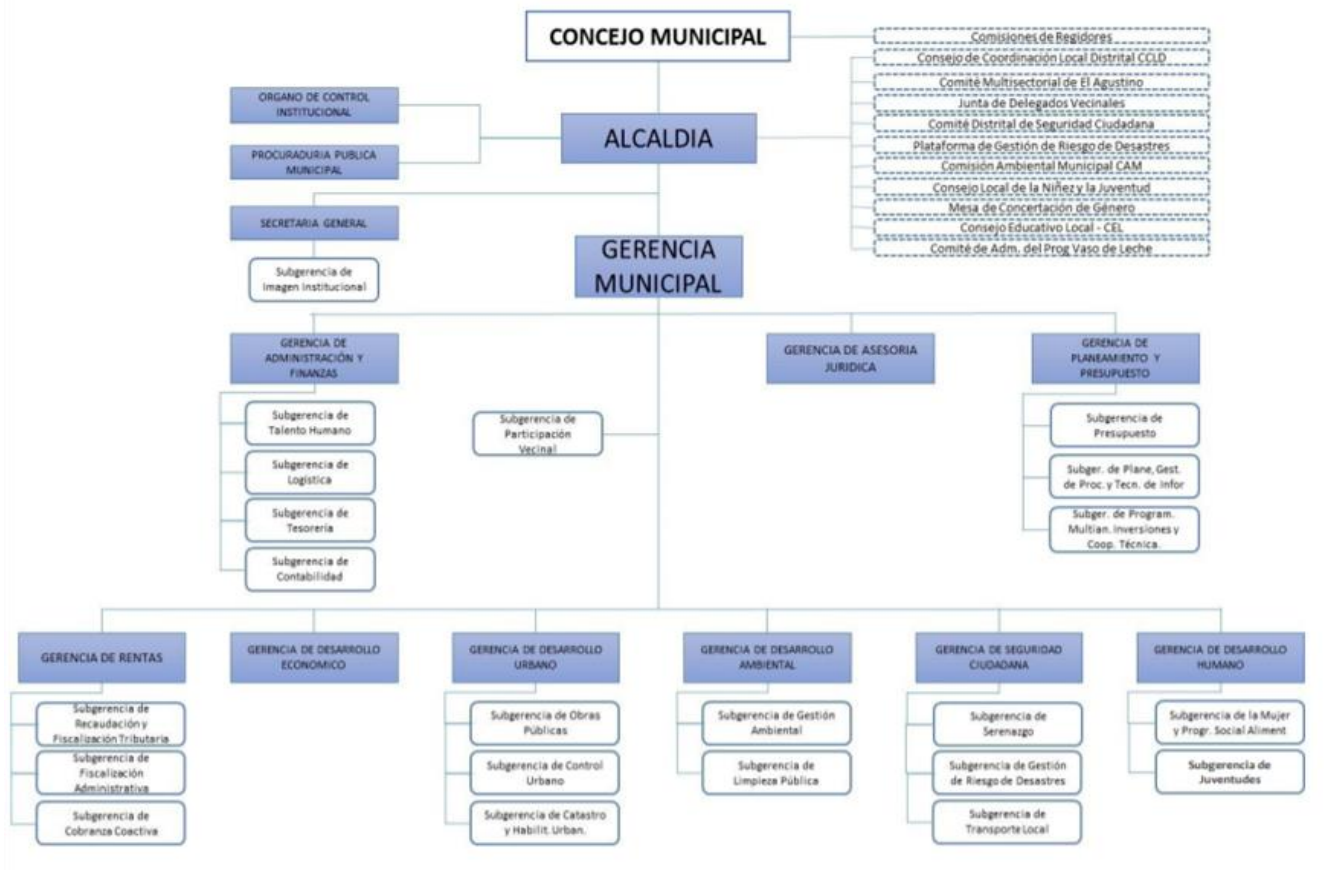 CONCEJO MUNICIPAL
Comisiones de Regidores
Consejo de Coordinación Local Distrital CCLD
Comité Multisectorial de El Agustino
Junta de Delegados Vecinales
Comité Distrital de Seguridad Ciudadana
Plataforma de Gestión de Riesgo de Desastres
Comisión Ambiental Municipal CAM
Consejo Local de la Niñez y la Juventud
Mesa de Concertación de Género
Consejo Educativo Local - CEL
Comité de Adm. del Prog Vaso de Leche
ORGANO DE CONTROL
INSTITUCIONAL
PROCURADURIA PUBLICA
MUNICIPAL
ALCALDIA
SECRETARIA GENERAL
Subgerencia de
Imagen Institucional
GERENCIA
MUNICIPAL
GERENCIA DE
ADMINISTRACIÓN Y
FINANZAS
Subgerencia de
Talento Humano
Subgerencia de
Logística
Subgerencia de
Tesorería
Subgerencia de
Contabilidad
Subgerencia de
Participación
Vecinal
GERENCIA DE ASESORIA
JURIDICA
GERENCIA DE
PLANEAMIENTO Y
PRESUPUESTO
Subgerencia de
Presupuesto
Subger. de Plane, Gest.
de Proc. y Tecn. de Infor
Subger. de Program.
Multian. Inversiones y
Coop. Técnica.
GERENCIA DE RENTAS
Subgerencia de
Recaudación y
Fiscalización Tributaria
Subgerencia de
Fiscalización
Administrativa
Subgerencia de
Cobranza Coactiva
GERENCIA DE DESARROLLO
ECONOMICO
GERENCIA DE DESARROLLO
URBANO
Subgerencia de Obras
Públicas
Subgerencia de Control
Urbano
Subgerencia de Catastro
y Habilit. Urban.
GERENCIA DE DESARROLLO
AMBIENTAL
Subgerencia de Gestión
Ambiental
Subgerencia de
Limpieza Pública
GERENCIA DE SEGURIDAD
CIUDADANA
Subgerencia de
Serenazgo
Subgerencia de Gestión
de Riesgo de Desastres
Subgerencia de
Transporte Local
GERENCIA DE DESARROLLO
HUMANO
Subgerencia de la Mujer
y Progr. Social Aliment
Subgerencia de
Juventudes